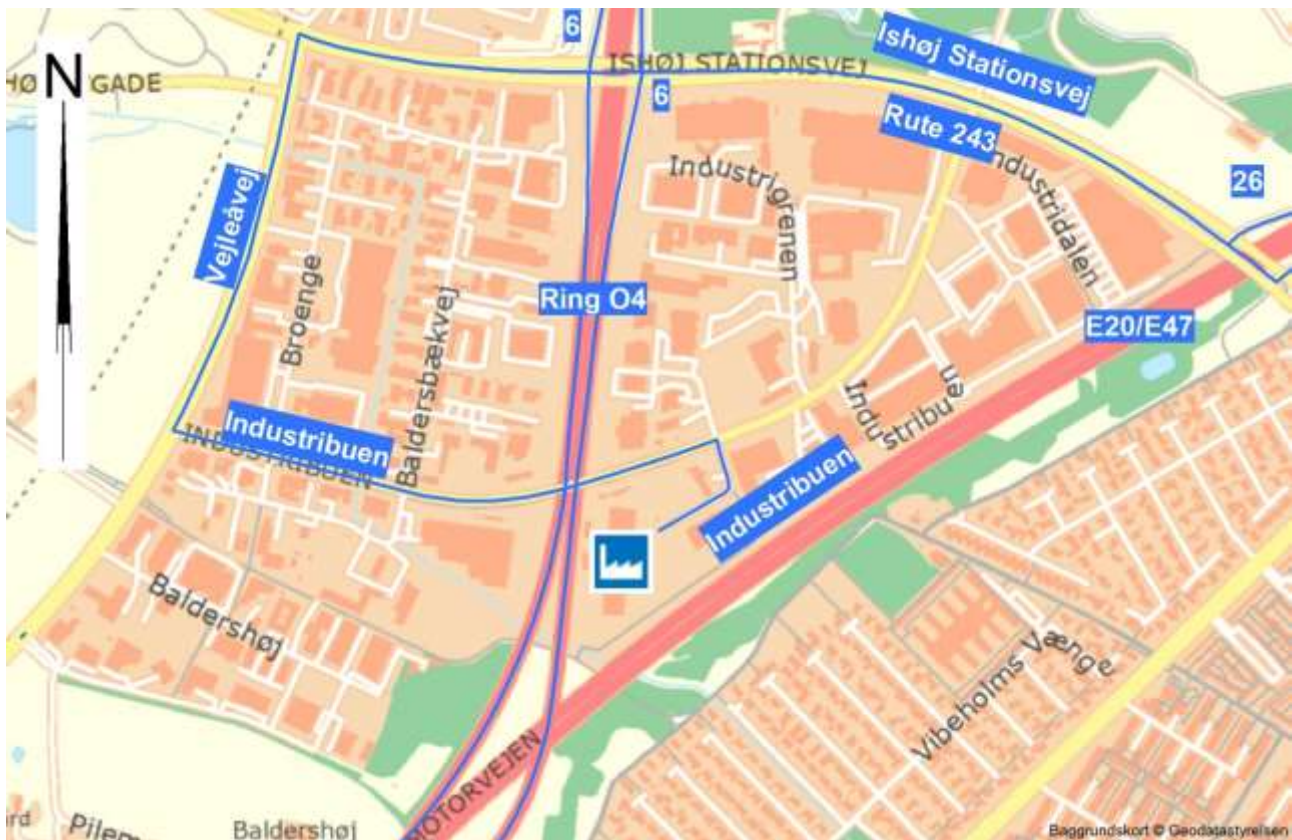 6
Ishøj Stationsvej
ISHØJ STATIONSVEJ
N
GADE
6
Rute 243
Industrigrenen
Industridalen
26
Vejleåvej
Broenge
Baldersbækvej
Ring O4
E20/E47
Industribuen
INDUSTRIBUEN
Industribuen
Industribuen
Baldershøj
Vibeholms Vænge
MOTORVEJEN
Baldershøj
Baggrundskort © Geodatastyrelsen